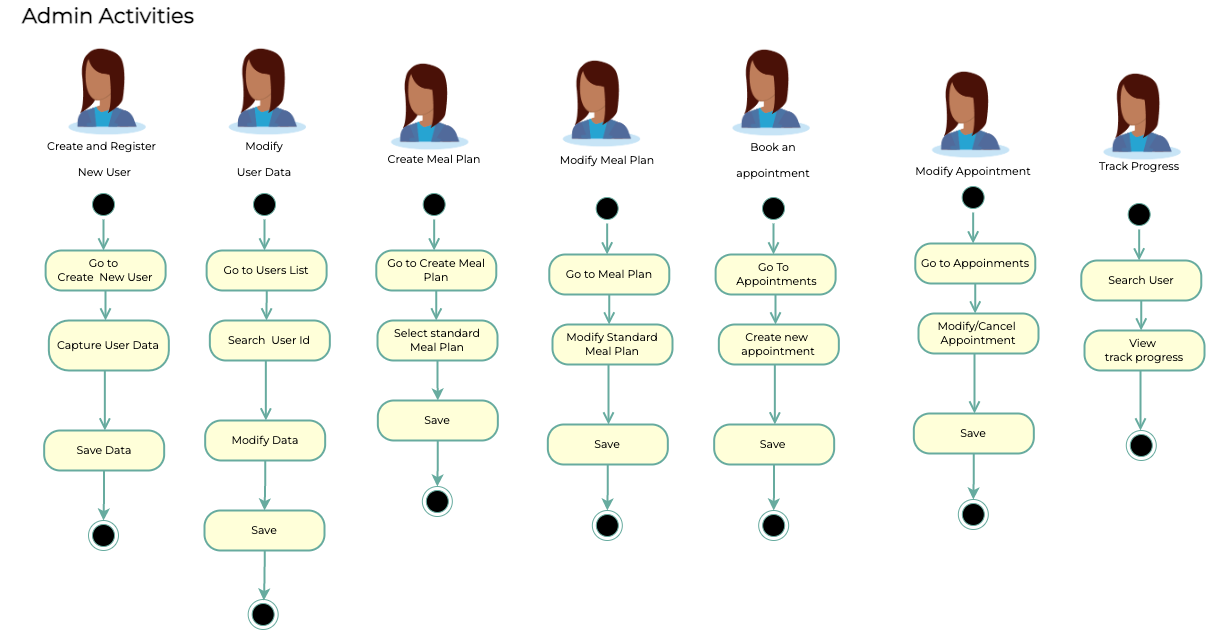 Admin Activities
Create and Register
New User
Go to
Create New User
Capture User Data
Save Data
Modify
User Data
Go to Users List
Search User Id
Modify Data
Save
Create Meal Plan
Go to Create Meal
Plan
Select standard
Meal Plan
Save
Modify Meal Plan
Go to Meal Plan
Modify Standard
Meal Plan
Save
Book an
appointment
Go To
Appointments
Create new
appointment
Save
Modify Appointment
Go to Appoinments
Modify/Cancel
Appointment
Save
Track Progress
Search User
View
track progress